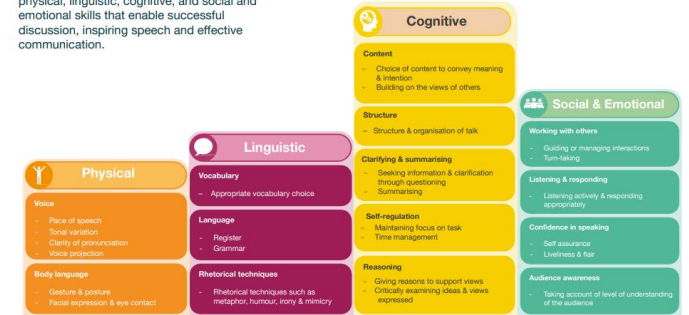 physical, linguistic, cognitive, and social and
emotional skills that enable successful
discussion, inspiring speech and effective
communication.
Physical
Voice
- Pace of speech
- Tonal variation
- Clarity of pronunciation
- Voice projection
Body language
- Gesture & posture
- Facial expression & eye contact
Linguistic
Vocabulary
– Appropriate vocabulary choice
Language
- Register
- Grammar
Rhetorical techniques
- Rhetorical techniques such as
metaphor, humour, irony & mimicry
Cognitive
Content
- Choice of content to convey meaning
& intention
- Building on the views of others
Structure
– Structure & organisation of talk
Clarifying & summarising
- Seeking information & clarification
through questioning
- Summarising
Self-regulation
- Maintaining focus on task
- Time management
Reasoning
- Giving reasons to support views
- Critically examining ideas & views
expressed
Social & Emotional
Working with others
- Guiding or managing interactions
- Turn-taking
Listening & responding
- Listening actively & responding
appropriately
Confidence in speaking
- Self assurance
- Liveliness & flair
Audience awareness
- Taking account of level of understanding
of the audience